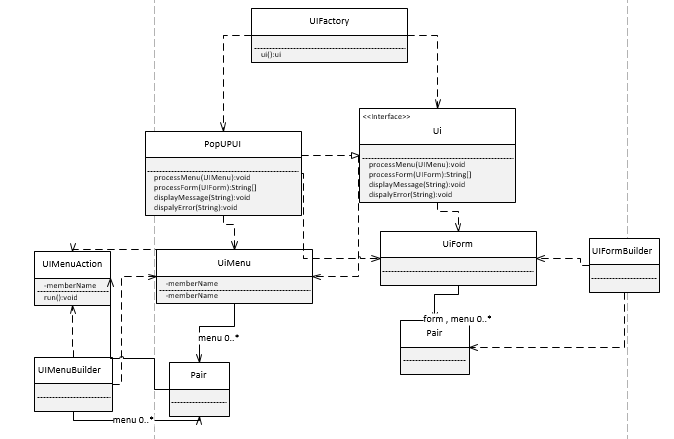 UIFactory
ui():ui
<<Interface>>
Ui
processMenu(UIMenu):void
processForm(UIForm):String[]
displayMessage(String):void
dispalyError(String):void
PopUPUI
processMenu(UIMenu):void
processForm(UIForm):String[]
displayMessage(String):void
dispalyError(String):void
UiForm
UIFormBuilder
UIMenuAction
-memberName
run():void
UiMenu
-memberName
-memberName
form , menu 0..*
Pair
menu 0..*
UIMenuBuilder
Pair
menu 0..*